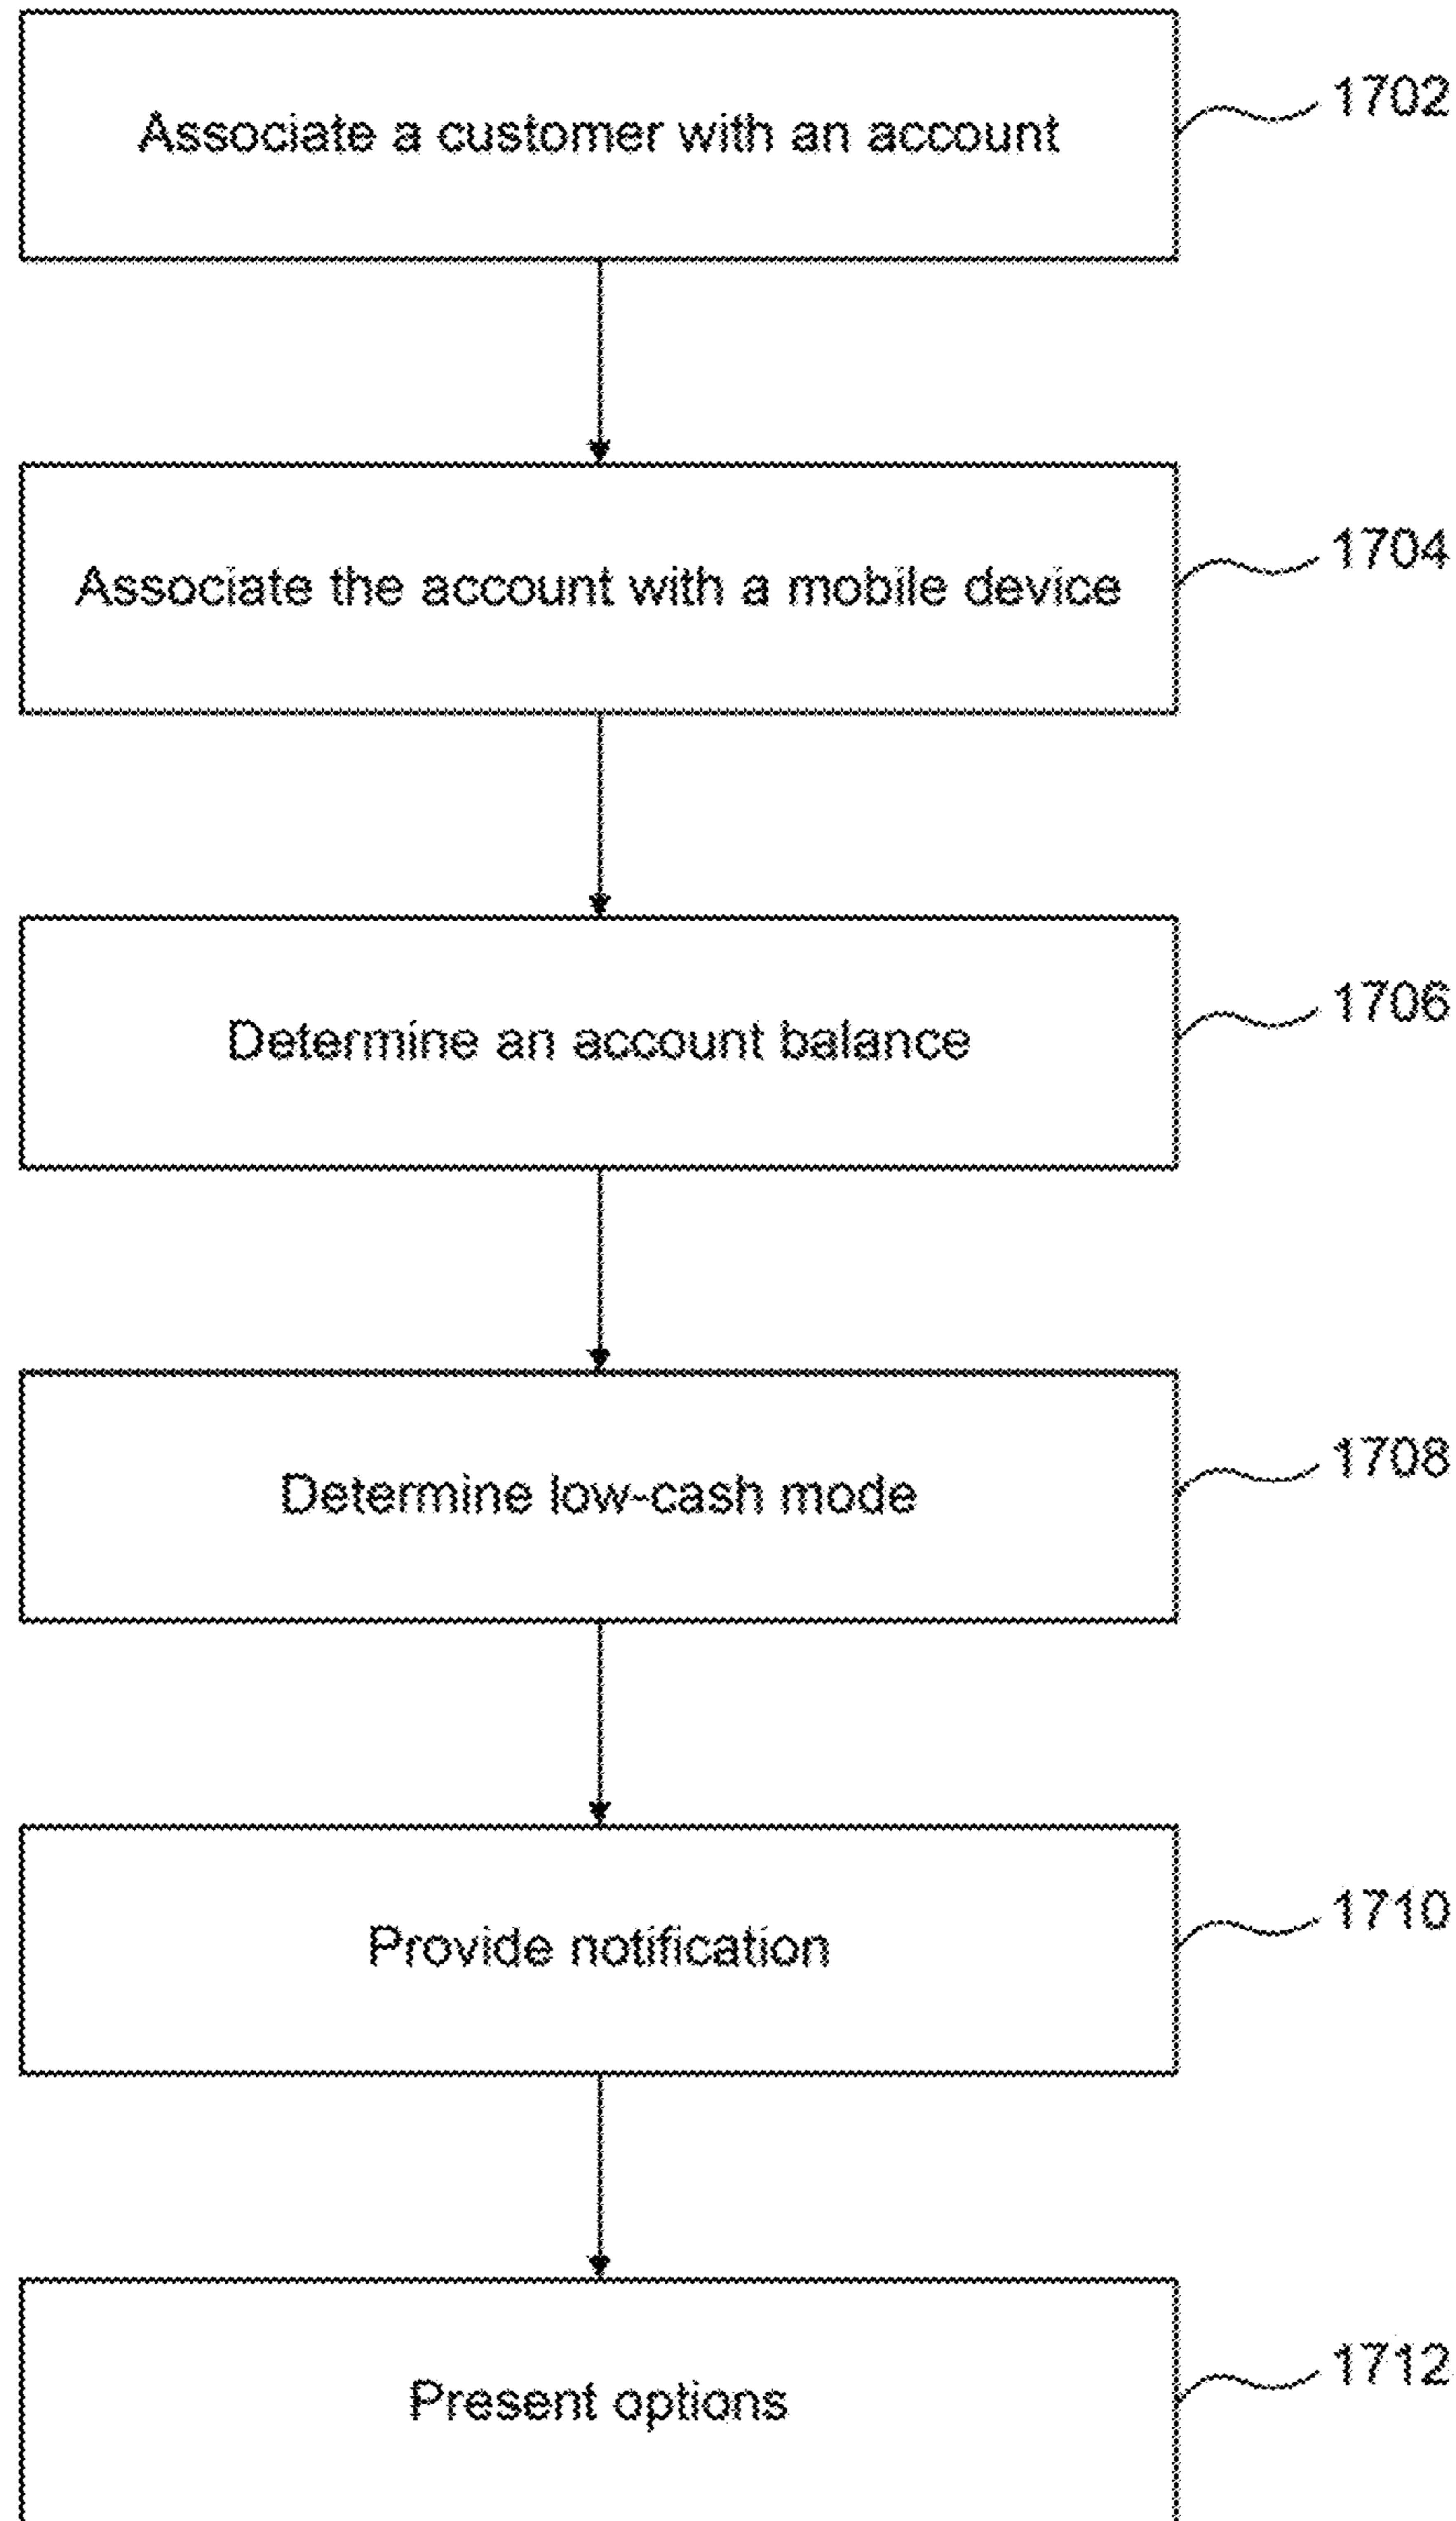 Associate a customer with an account
1702
Associate the account with a mobile device
1704
Determine an account balance
1706
Determine low-cash mode
1708
Provide notification
1710
Present options
1712